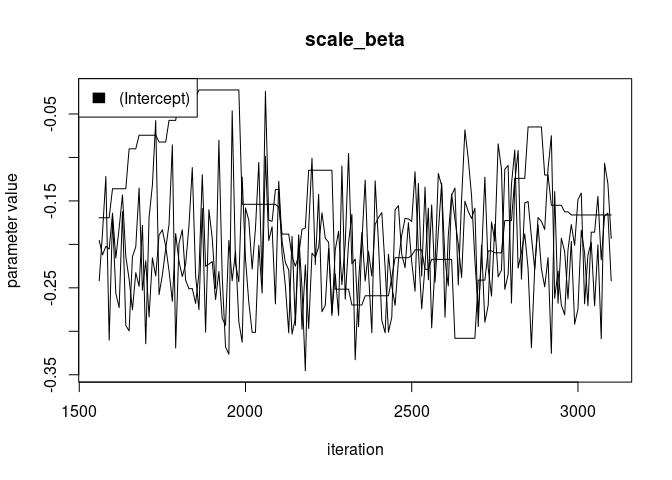 scale_beta
(Intercept)
parameter value
-0.05
-0.15
-0.25
-0.35
1500 2000 2500 3000
iteration